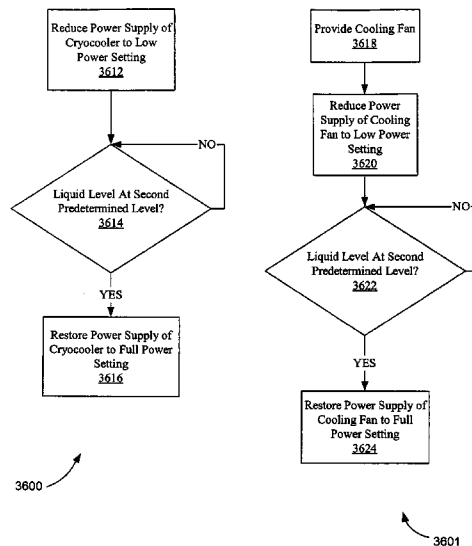 Reduce Power Supply of
Cryocooler to Low
Power Setting
3612
NO
Liquid Level At Second
Predetermined Level?
3614
YES
Restore Power Supply of
Cryocooler to Full Power
Setting
3616
3600
Provide Cooling Fan
3618
Reduce Power
Supply of Cooling
Fan to Low Power
Setting
3620
NO
Liquid Level At Second
Predetermined Level?
3622
YES
Restore Power Supply of
Cooling Fan to Full
Power Setting
3624
3601